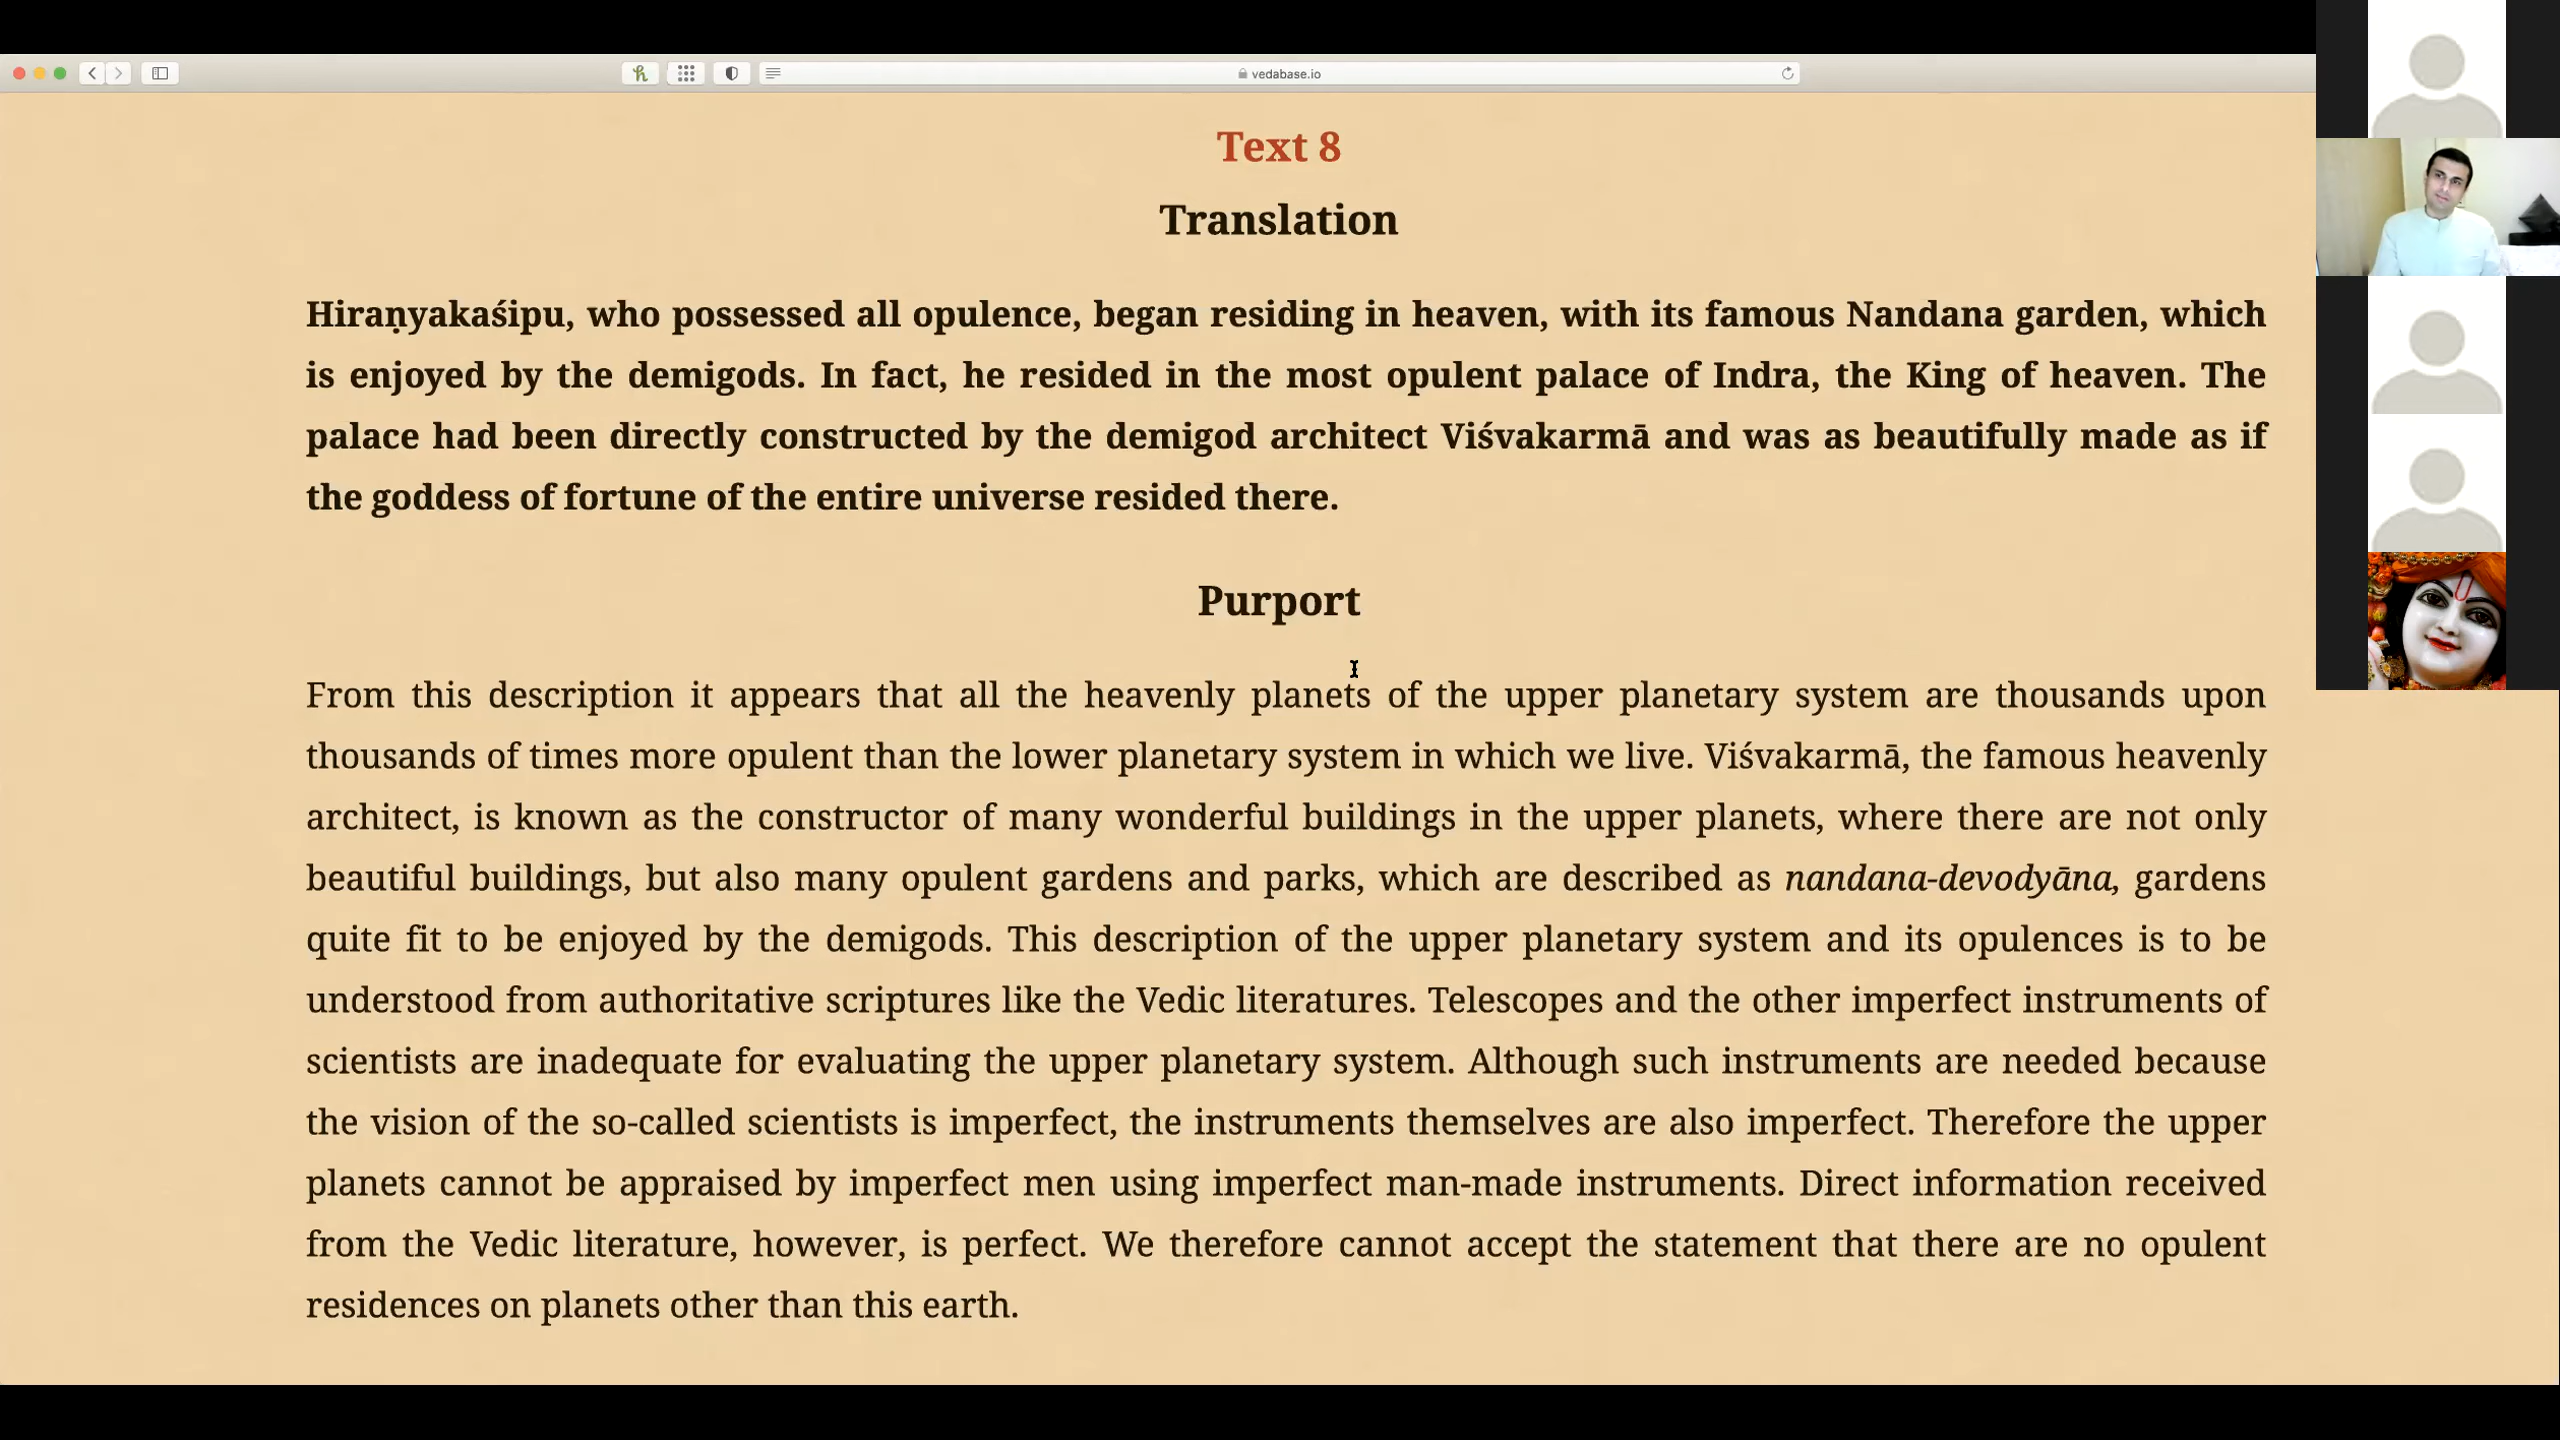 vedabase.io
Text 8
Translation
Hiraṇyakaśipu, who possessed all opulence, began residing in heaven, with its famous Nandana garden, which
is enjoyed by the demigods. In fact, he resided in the most opulent palace of Indra, the King of heaven. The
palace had been directly constructed by the demigod architect Viśvakarmā and was as beautifully made as if
the goddess of fortune of the entire universe resided there.
Purport
From this description it appears that all the heavenly planets of the upper planetary system are thousands upon
thousands of times more opulent than the lower planetary system in which we live. Viśvakarmā, the famous heavenly
architect, is known as the constructor of many wonderful buildings in the upper planets, where there are not only
beautiful buildings, but also many opulent gardens and parks, which are described as nandana-devodyāna, gardens
quite fit to be enjoyed by the demigods. This description of the upper planetary system and its opulences is to be
understood from authoritative scriptures like the Vedic literatures. Telescopes and the other imperfect instruments of
scientists are inadequate for evaluating the upper planetary system. Although such instruments are needed because
the vision of the so-called scientists is imperfect, the instruments themselves are also imperfect. Therefore the upper
planets cannot be appraised by imperfect men using imperfect man-made instruments. Direct information received
from the Vedic literature, however, is perfect. We therefore cannot accept the statement that there are no opulent
residences on planets other than this earth.